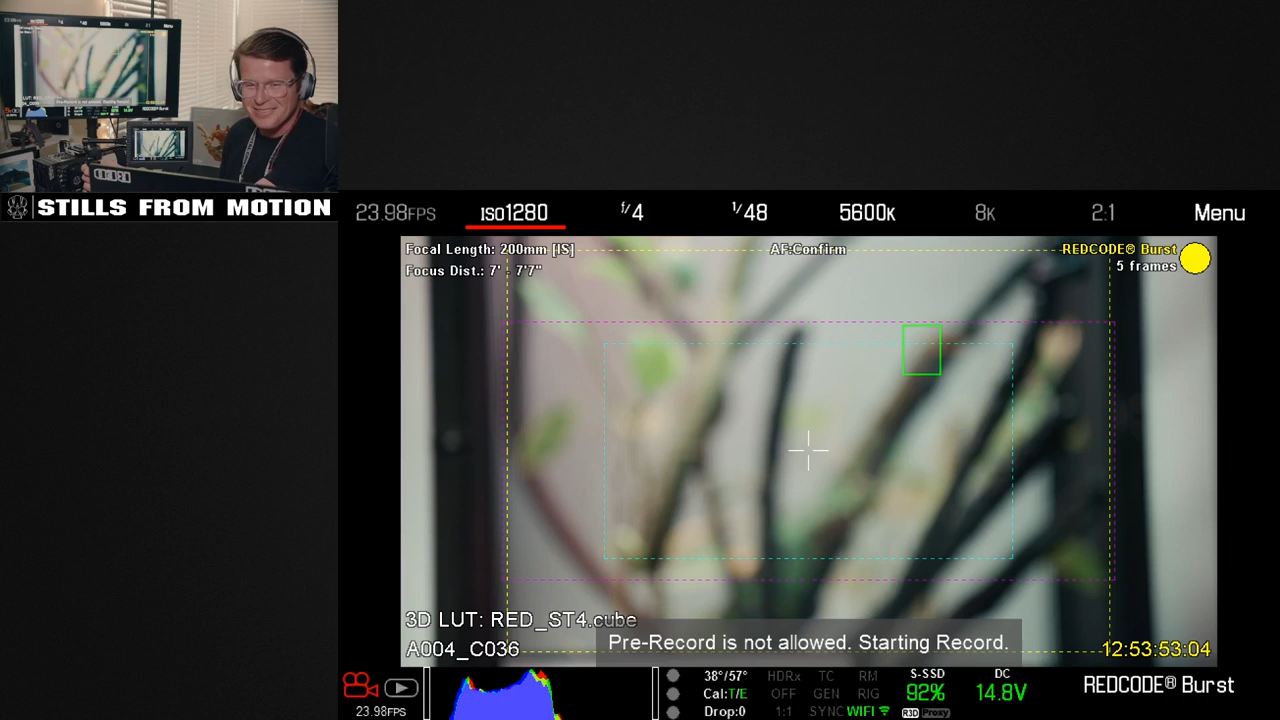 STILLS FROM MOTION
23.98FPS ISO1280 f/4 1/48 5600K 8K 2:1 Menu
Focal Length: 200mm [IS] AF:Confirm REDCODE® Burst
Focus Dist.: 7' - 7'7" 5 frames
3D LUT: RED_ST4.cube
A004_C036 Pre-Record is not allowed. Starting Record. 12:53:53:04
38°/57° HDRx TC RM S-SSD DC
Cal:T/E OFF GEN RIG 92% 14.8V REDCODE® Burst
23.98FPS Drop:0 1:1 SYNC WIFI R3D Proxy